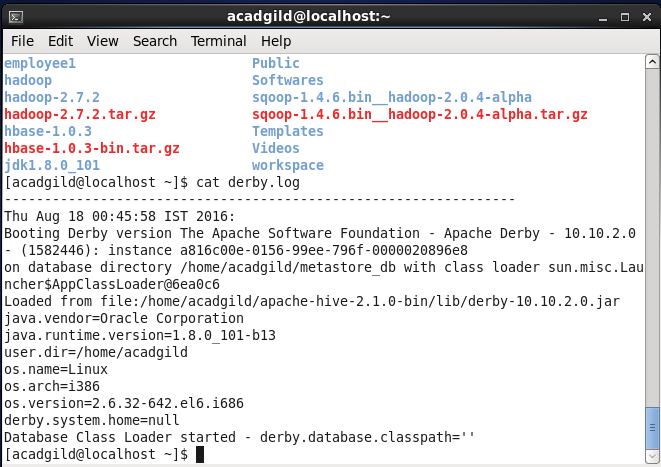 acadgild@localhost:~
File Edit View Search Terminal Help
employee1 Public
hadoop Softwares
hadoop-2.7.2 sqoop-1.4.6.bin__hadoop-2.0.4-alpha
hadoop-2.7.2.tar.gz sqoop-1.4.6.bin__hadoop-2.0.4-alpha.tar.gz
hbase-1.0.3 Templates
hbase-1.0.3-bin.tar.gz Videos
jdk1.8.0_101 workspace
[acadgild@localhost ~]$ cat derby.log
----------------------------------------------------------------
Thu Aug 18 00:45:58 IST 2016:
Booting Derby version The Apache Software Foundation - Apache Derby - 10.10.2.0
- (1582446): instance a816c00e-0156-99ee-796f-0000020896e8
on database directory /home/acadgild/metastore_db with class loader sun.misc.Lau
ncher$AppClassLoader@6ea0c6
Loaded from file:/home/acadgild/apache-hive-2.1.0-bin/lib/derby-10.10.2.0.jar
java.vendor=Oracle Corporation
java.runtime.version=1.8.0_101-b13
user.dir=/home/acadgild
os.name=Linux
os.arch=i386
os.version=2.6.32-642.el6.i686
derby.system.home=null
Database Class Loader started - derby.database.classpath=''
[acadgild@localhost ~]$